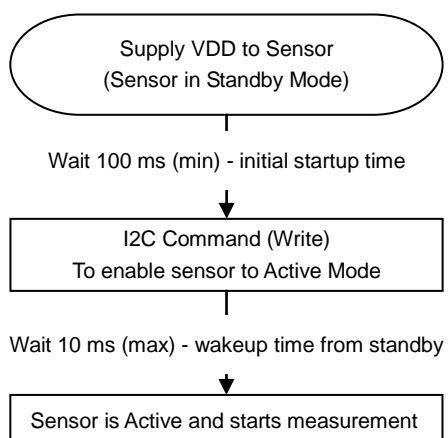 Supply VDD to Sensor
(Sensor in Standby Mode)
Wait 100 ms (min) - initial startup time
I2C Command (Write)
To enable sensor to Active Mode
Wait 10 ms (max) - wakeup time from standby
Sensor is Active and starts measurement